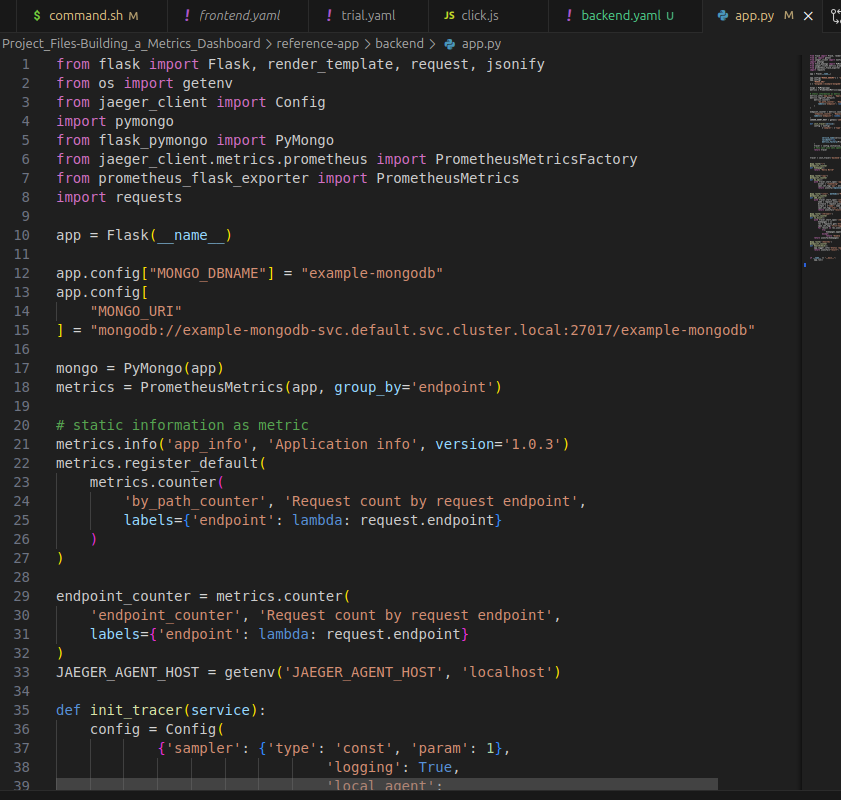 $ command.sh M
! frontend.yaml
! trial.yaml
JS click.js
! backend.yaml U
app.py M
Project_Files-Building_a_Metrics_Dashboard > reference-app > backend > app.py
1 from flask import Flask, render_template, request, jsonify
2 from os import getenv
3 from jaeger_client import Config
4 import pymongo
5 from flask_pymongo import PyMongo
6 from jaeger_client.metrics.prometheus import PrometheusMetricsFactory
7 from prometheus_flask_exporter import PrometheusMetrics
8 import requests
9
10 app = Flask(__name__)
11
12 app.config["MONGO_DBNAME"] = "example-mongodb"
13 app.config[
14     "MONGO_URI"
15 ] = "mongodb://example-mongodb-svc.default.svc.cluster.local:27017/example-mongodb"
16
17 mongo = PyMongo(app)
18 metrics = PrometheusMetrics(app, group_by='endpoint')
19
20 # static information as metric
21 metrics.info('app_info', 'Application info', version='1.0.3')
22 metrics.register_default(
23     metrics.counter(
24         'by_path_counter', 'Request count by request endpoint',
25         labels={'endpoint': lambda: request.endpoint}
26     )
27 )
28
29 endpoint_counter = metrics.counter(
30     'endpoint_counter', 'Request count by request endpoint',
31     labels={'endpoint': lambda: request.endpoint}
32 )
33 JAEGER_AGENT_HOST = getenv('JAEGER_AGENT_HOST', 'localhost')
34
35 def init_tracer(service):
36     config = Config(
37             {'sampler': {'type': 'const', 'param': 1},
38                                 'logging': True,
39                                 'local_agent':